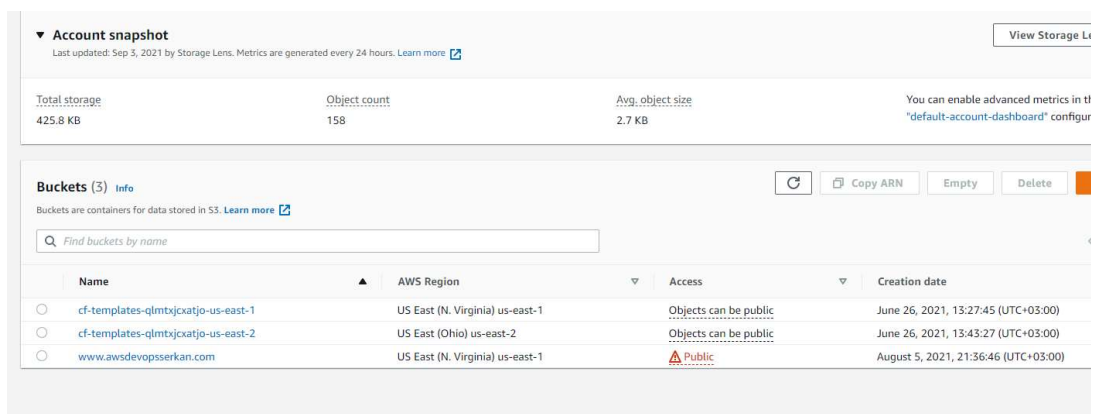 Account snapshot
View Storage Le
Last updated: Sep 3, 2021 by Storage Lens. Metrics are generated every 24 hours. Learn more
Total storage
Object count
Avg. object size
You can enable advanced metrics in th
425.8 KB
158
2.7 KB
"default-account-dashboard" configur
Buckets (3) Info
Copy ARN
Empty
Delete
Buckets are containers for data stored in S3. Learn more
Find buckets by name
Name
AWS Region
Access
Creation date
cf-templates-qlmtxjcxatjo-us-east-1
US East (N. Virginia) us-east-1
Objects can be public
June 26, 2021, 13:27:45 (UTC+03:00)
cf-templates-qlmtxjcxatjo-us-east-2
US East (Ohio) us-east-2
Objects can be public
June 26, 2021, 13:43:27 (UTC+03:00)
www.awsdevopsserkan.com
US East (N. Virginia) us-east-1
Public
August 5, 2021, 21:36:46 (UTC+03:00)